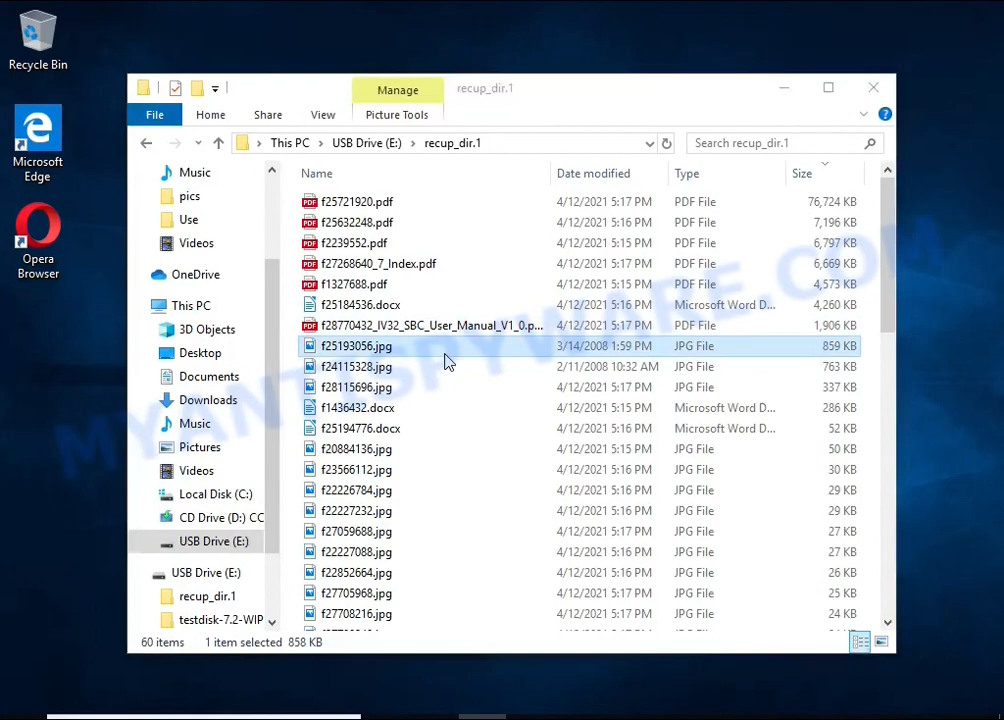 Recycle Bin
Microsoft
Edge
Opera
Browser
Manage
recup_dir.1
File
Home
Share
View
Picture Tools
This PC
USB Drive (E:)
recup_dir.1
Search recup_dir.1
Music
pics
Use
Videos
OneDrive
This PC
3D Objects
Desktop
Documents
Downloads
Music
Pictures
Videos
Local Disk (C:)
CD Drive (D:) CC
USB Drive (E:)
USB Drive (E:)
recup_dir.1
testdisk-7.2-WIP
Name Date modified Type Size
f25721920.pdf 4/12/2021 5:17 PM PDF File 76,724 KB
f25632248.pdf 4/12/2021 5:17 PM PDF File 7,196 KB
f2239552.pdf 4/12/2021 5:15 PM PDF File 6,797 KB
f27268640_7_Index.pdf 4/12/2021 5:17 PM PDF File 6,669 KB
f1327688.pdf 4/12/2021 5:15 PM PDF File 4,573 KB
f25184536.docx 4/12/2021 5:16 PM Microsoft Word D... 4,260 KB
f28770432_IV32_SBC_User_Manual_V1_0.p... 4/12/2021 5:17 PM PDF File 1,906 KB
f25193056.jpg 3/14/2008 1:59 PM JPG File 859 KB
f24115328.jpg 2/11/2008 10:32 AM JPG File 763 KB
f28115696.jpg 4/12/2021 5:17 PM JPG File 337 KB
f1436432.docx 4/12/2021 5:15 PM Microsoft Word D... 286 KB
f25194776.docx 4/12/2021 5:16 PM Microsoft Word D... 52 KB
f20884136.jpg 4/12/2021 5:15 PM JPG File 50 KB
f23566112.jpg 4/12/2021 5:16 PM JPG File 30 KB
f22226784.jpg 4/12/2021 5:16 PM JPG File 29 KB
f22227232.jpg 4/12/2021 5:16 PM JPG File 29 KB
f27059688.jpg 4/12/2021 5:17 PM JPG File 27 KB
f22227088.jpg 4/12/2021 5:16 PM JPG File 27 KB
f22852664.jpg 4/12/2021 5:16 PM JPG File 26 KB
f27705968.jpg 4/12/2021 5:17 PM JPG File 25 KB
f27708216.jpg 4/12/2021 5:17 PM JPG File 24 KB
60 items 1 item selected 858 KB
MYANTISPYWARE.COM